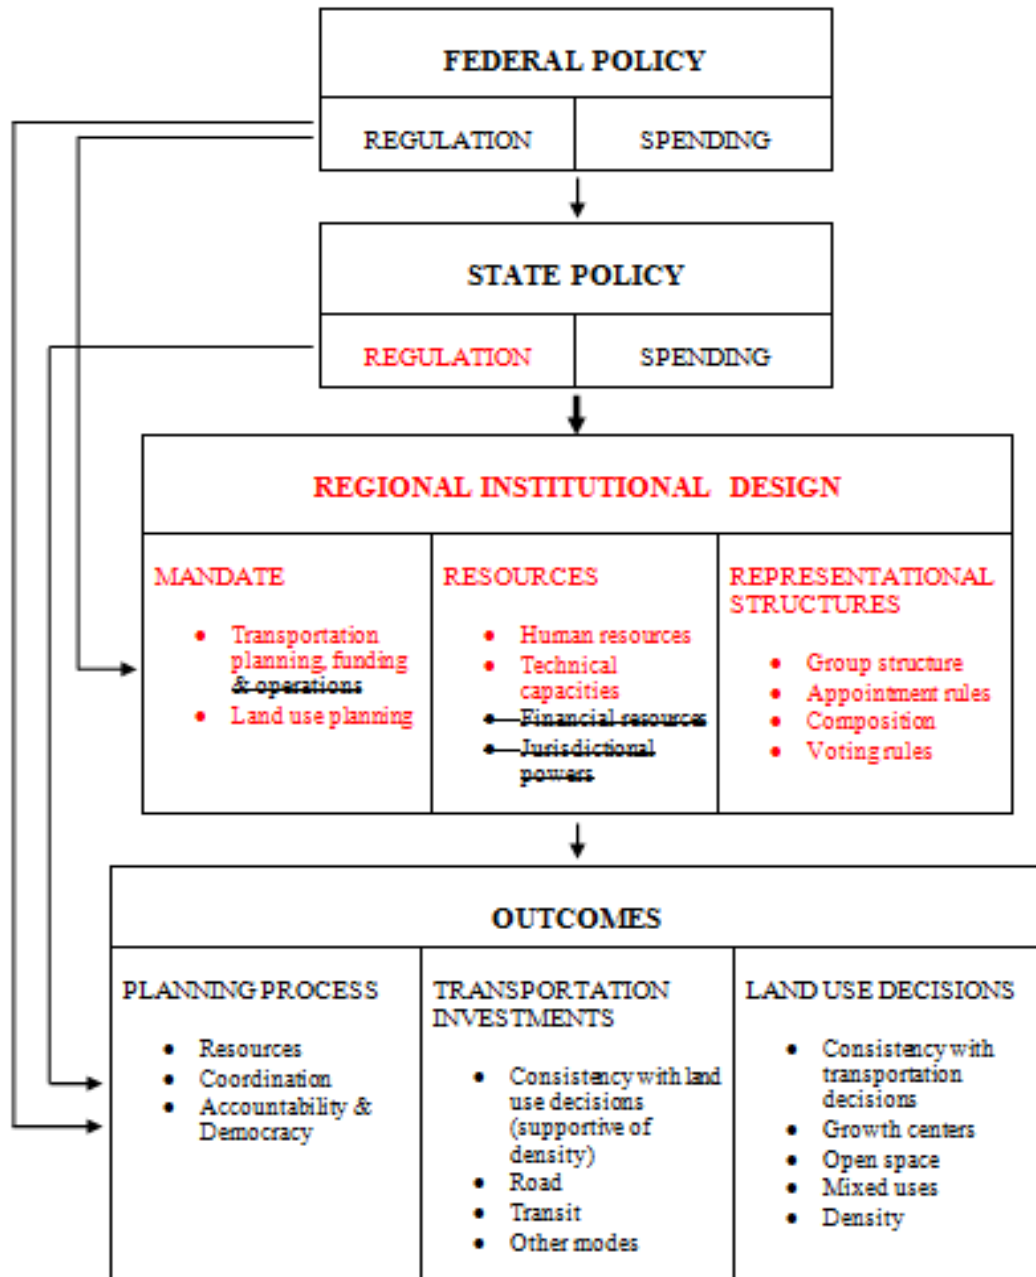 FEDERAL POLICY
REGULATION
SPENDING
STATE POLICY
REGULATION
SPENDING
REGIONAL INSTITUTIONAL DESIGN
MANDATE
• Transportation
planning, funding
& operations
• Land use planning
RESOURCES
• Human resources
• Technical
capacities
• Financial resources
• Jurisdictional
powers
REPRESENTATIONAL
STRUCTURES
• Group structure
• Appointment rules
• Composition
• Voting rules
OUTCOMES
PLANNING PROCESS
• Resources
• Coordination
• Accountability &
Democracy
TRANSPORTATION
INVESTMENTS
• Consistency with land
use decisions
(supportive of
density)
• Road
• Transit
• Other modes
LAND USE DECISIONS
• Consistency with
transportation
decisions
• Growth centers
• Open space
• Mixed uses
• Density